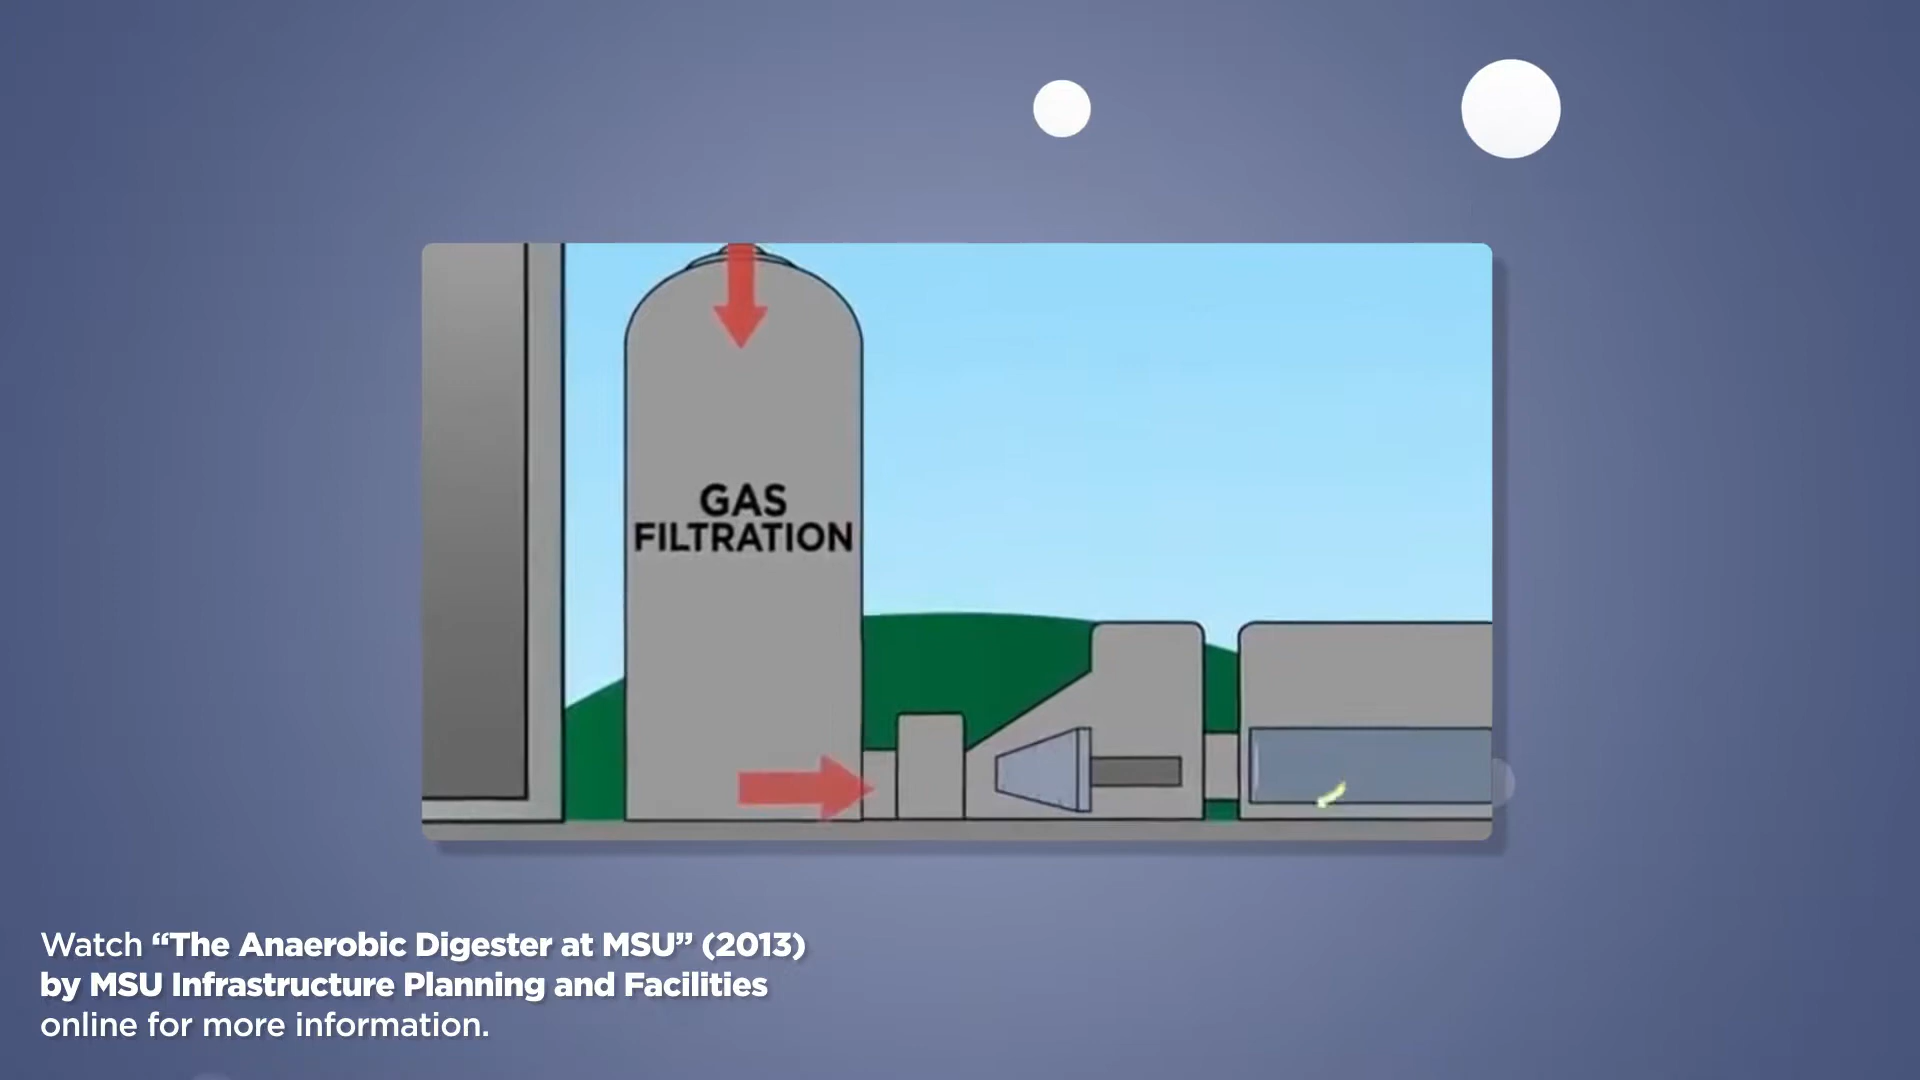 GAS
FILTRATION
Watch “The Anaerobic Digester at MSU” (2013)
by MSU Infrastructure Planning and Facilities
online for more information.